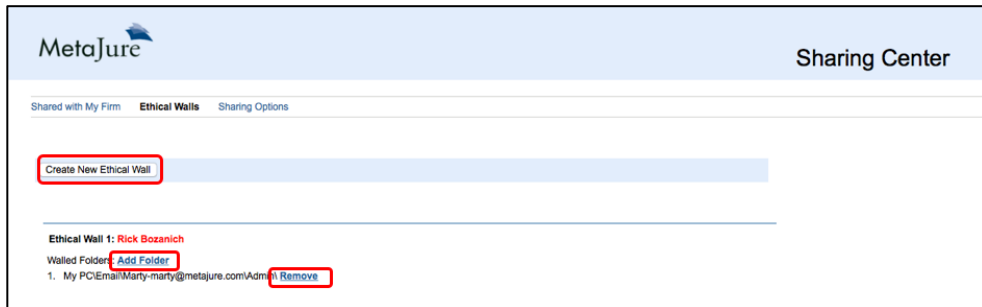 MetaJure
Sharing Center
Shared with My Firm Ethical Walls Sharing Options
Create New Ethical Wall
Ethical Wall 1: Rick Bozanich
Walled Folders: Add Folder
1. My PC\Email\Marty-marty@metajure.com\Admin\ Remove